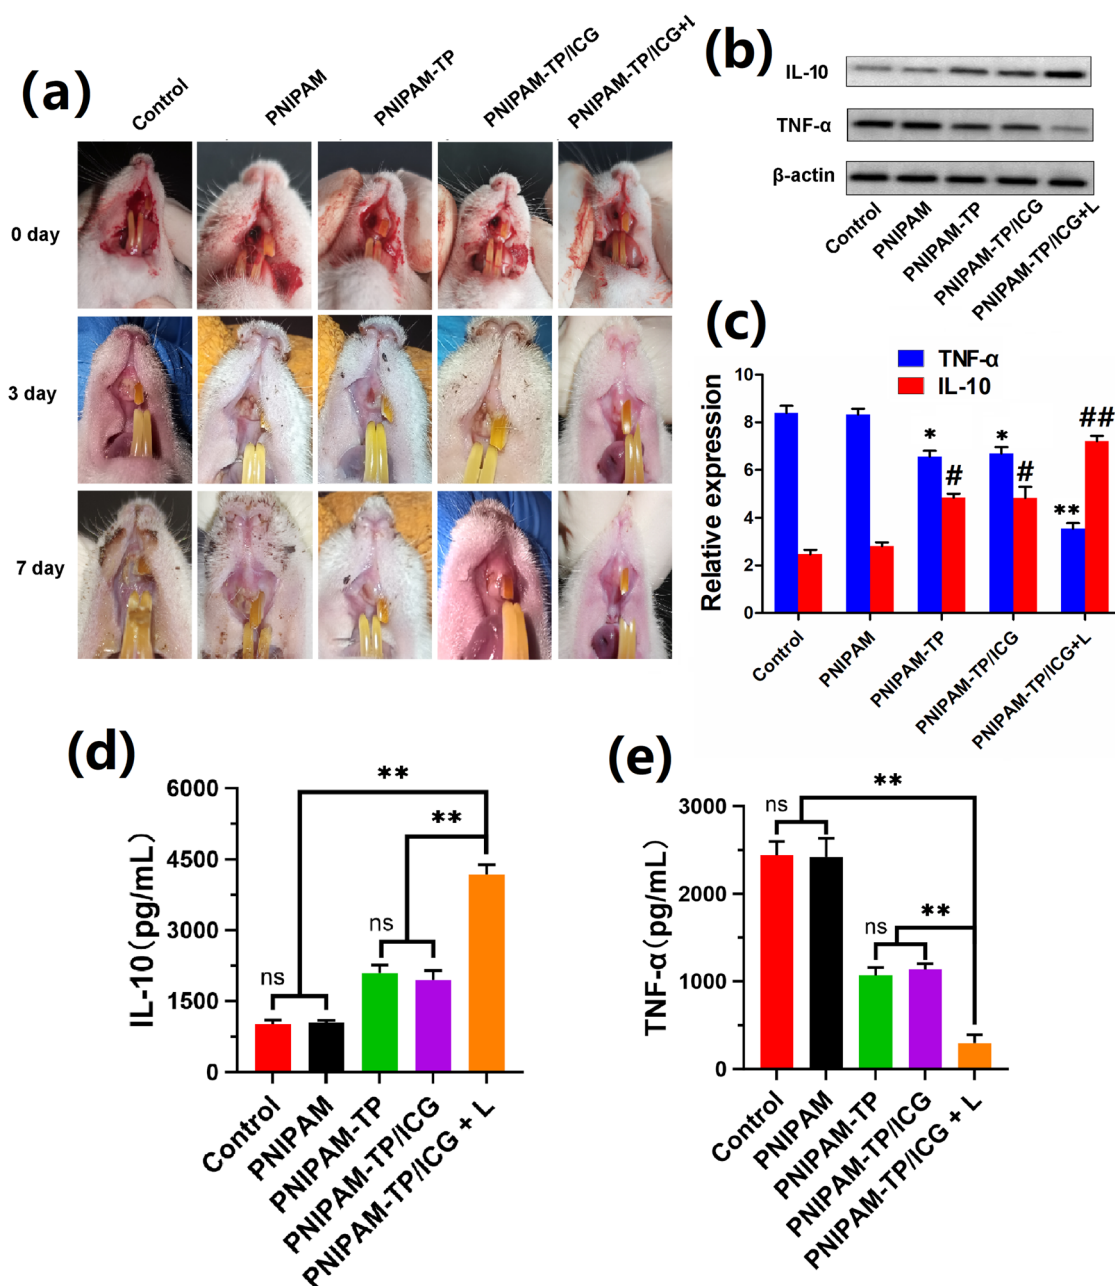 (a)
Control
PNIPAM
PNIPAM-TP
PNIPAM-TP/ICG
PNIPAM-TP/ICG+L
0 day
3 day
7 day
(b)
IL-10
TNF-α
β-actin
Control
PNIPAM
PNIPAM-TP
PNIPAM-TP/ICG
PNIPAM-TP/ICG+L
(c)
TNF-α
IL-10
Relative expression
10
8
6
4
2
0
*
#
*
#
**
##
Control
PNIPAM
PNIPAM-TP
PNIPAM-TP/ICG
PNIPAM-TP/ICG+L
(d)
IL-10(pg/mL)
6000
4500
3000
1500
0
**
**
ns
ns
Control
PNIPAM
PNIPAM-TP
PNIPAM-TP/ICG
PNIPAM-TP/ICG + L
(e)
TNF-α(pg/mL)
3000
2000
1000
0
ns
**
ns
**
Control
PNIPAM
PNIPAM-TP
PNIPAM-TP/ICG
PNIPAM-TP/ICG + L